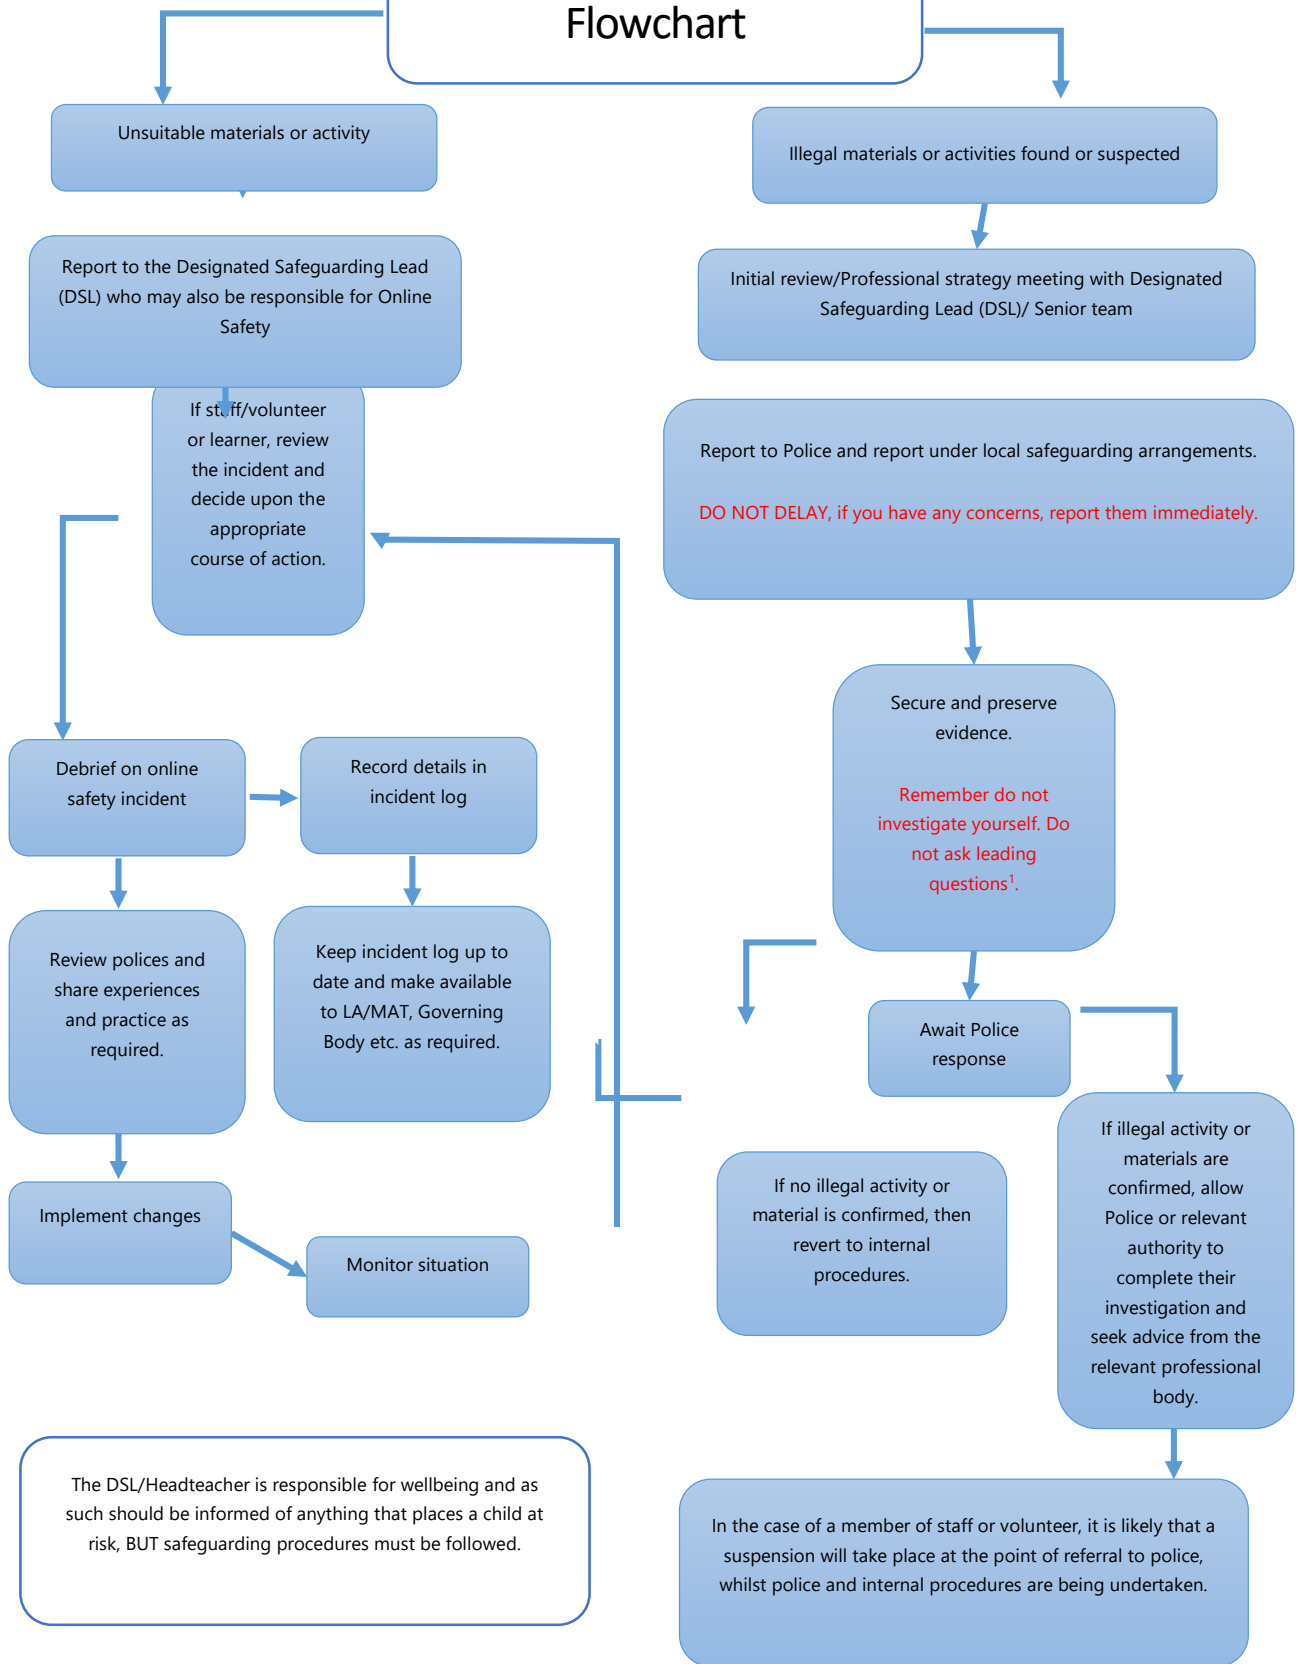 Flowchart
Unsuitable materials or activity
Illegal materials or activities found or suspected
Report to the Designated Safeguarding Lead
(DSL) who may also be responsible for Online
Safety
Initial review/Professional strategy meeting with Designated
Safeguarding Lead (DSL)/ Senior team
If staff/volunteer
or learner, review
the incident and
decide upon the
appropriate
course of action.
Report to Police and report under local safeguarding arrangements.
DO NOT DELAY, if you have any concerns, report them immediately.
Secure and preserve
evidence.
Remember do not
investigate yourself. Do
not ask leading
questions¹.
Debrief on online
safety incident
Record details in
incident log
Review polices and
share experiences
and practice as
required.
Keep incident log up to
date and make available
to LA/MAT, Governing
Body etc. as required.
Await Police
response
If no illegal activity or
material is confirmed, then
revert to internal
procedures.
If illegal activity or
materials are
confirmed, allow
Police or relevant
authority to
complete their
investigation and
seek advice from the
relevant professional
body.
Implement changes
Monitor situation
The DSL/Headteacher is responsible for wellbeing and as
such should be informed of anything that places a child at
risk, BUT safeguarding procedures must be followed.
In the case of a member of staff or volunteer, it is likely that a
suspension will take place at the point of referral to police,
whilst police and internal procedures are being undertaken.